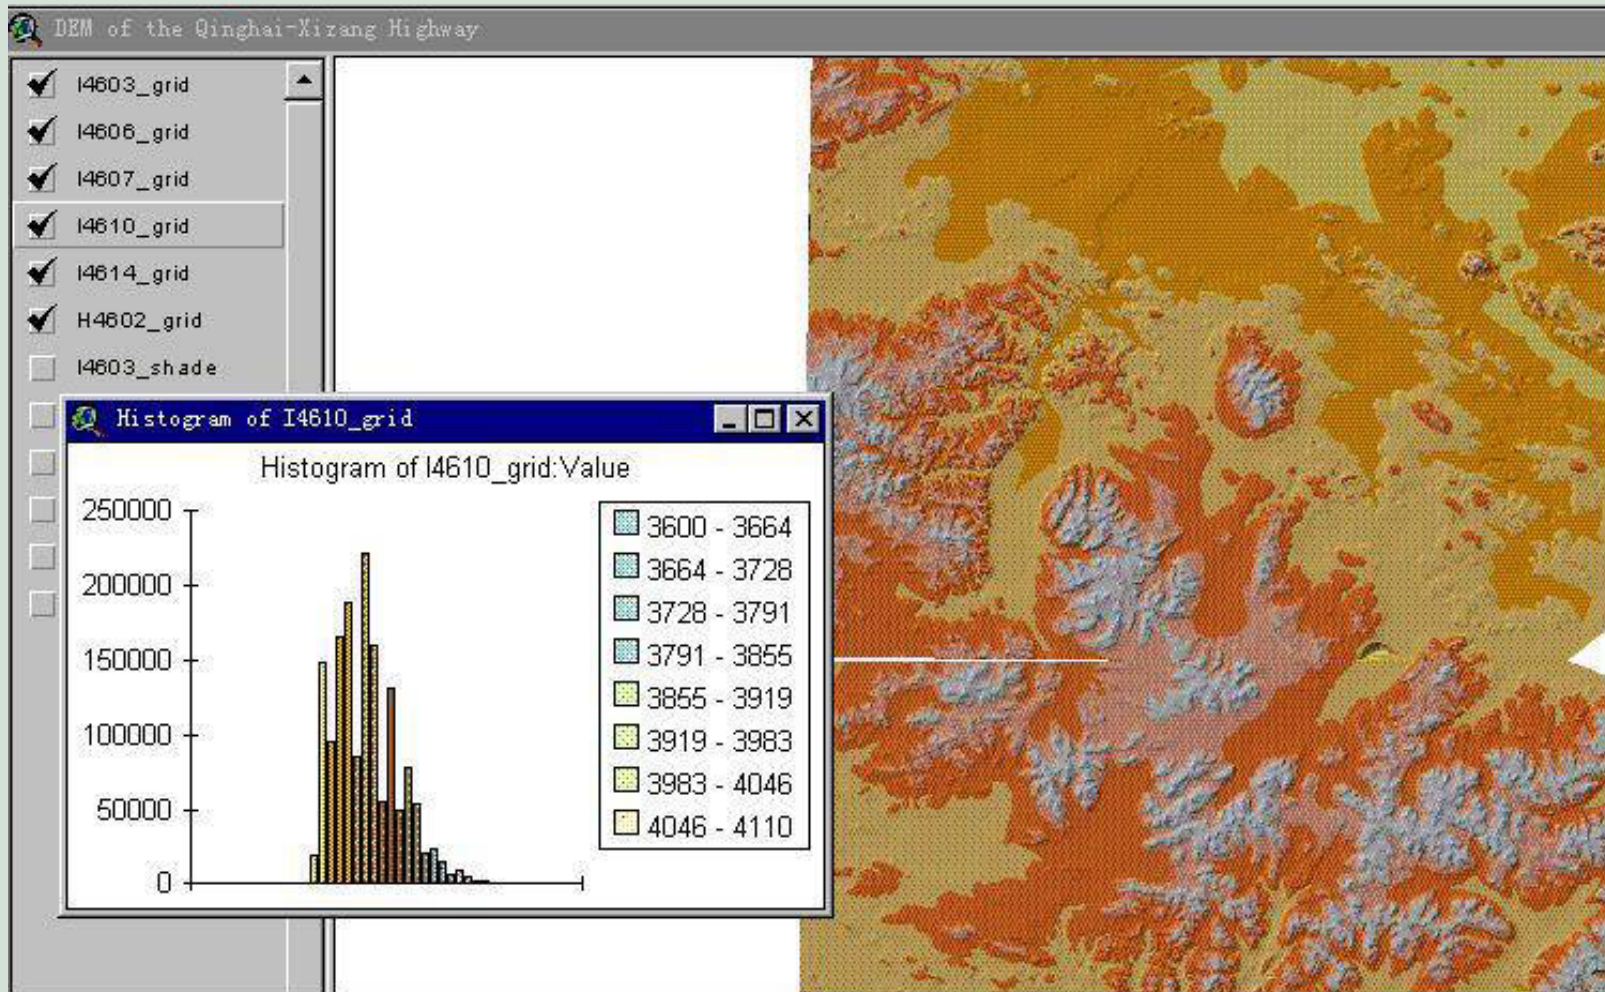 DEM of the Qinghai-Xizang Highway
I4603_grid
I4606_grid
I4607_grid
I4610_grid
I4614_grid
H4602_grid
I4603_shade
Histogram of I4610_grid
Histogram of I4610_grid:Value
250000
200000
150000
100000
50000
0
3600 - 3664
3664 - 3728
3728 - 3791
3791 - 3855
3855 - 3919
3919 - 3983
3983 - 4046
4046 - 4110